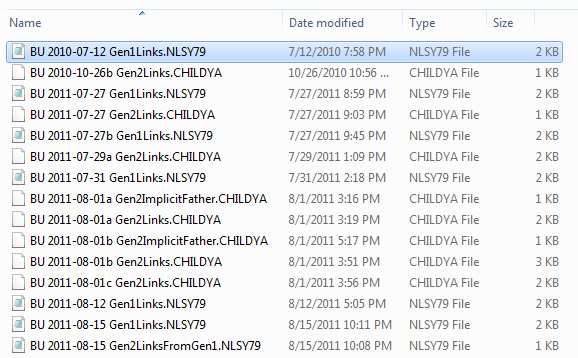 Name Date modified Type Size
BU 2010-07-12 Gen1Links.NLSY79 7/12/2010 7:58 PM NLSY79 File 2 KB
BU 2010-10-26b Gen2Links.CHILDYA 10/26/2010 10:56 ... CHILDYA File 1 KB
BU 2011-07-27 Gen1Links.NLSY79 7/27/2011 8:59 PM NLSY79 File 2 KB
BU 2011-07-27 Gen2Links.CHILDYA 7/27/2011 9:03 PM CHILDYA File 1 KB
BU 2011-07-27b Gen1Links.NLSY79 7/27/2011 9:45 PM NLSY79 File 2 KB
BU 2011-07-29a Gen2Links.CHILDYA 7/29/2011 1:09 PM CHILDYA File 2 KB
BU 2011-07-31 Gen1Links.NLSY79 7/31/2011 2:18 PM NLSY79 File 2 KB
BU 2011-08-01a Gen2ImplicitFather.CHILDYA 8/1/2011 3:16 PM CHILDYA File 1 KB
BU 2011-08-01a Gen2Links.CHILDYA 8/1/2011 3:19 PM CHILDYA File 2 KB
BU 2011-08-01b Gen2ImplicitFather.CHILDYA 8/1/2011 5:17 PM CHILDYA File 1 KB
BU 2011-08-01b Gen2Links.CHILDYA 8/1/2011 3:51 PM CHILDYA File 3 KB
BU 2011-08-01c Gen2Links.CHILDYA 8/1/2011 3:56 PM CHILDYA File 2 KB
BU 2011-08-12 Gen1Links.NLSY79 8/12/2011 5:05 PM NLSY79 File 2 KB
BU 2011-08-15 Gen1Links.NLSY79 8/15/2011 10:11 PM NLSY79 File 2 KB
BU 2011-08-15 Gen2LinksFromGen1.NLSY79 8/15/2011 10:08 PM NLSY79 File 1 KB